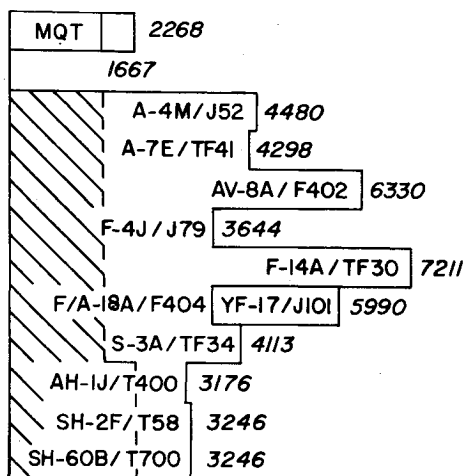 MQT 2268
1667
A-4M/J52 4480
A-7E/TF41 4298
AV-8A/F402 6330
F-4J/J79 3644
F-14A/TF30 7211
F/A-18A/F404 YF-17/J101 5990
S-3A/TF34 4113
AH-1J/T400 3176
SH-2F/T58 3246
SH-60B/T700 3246